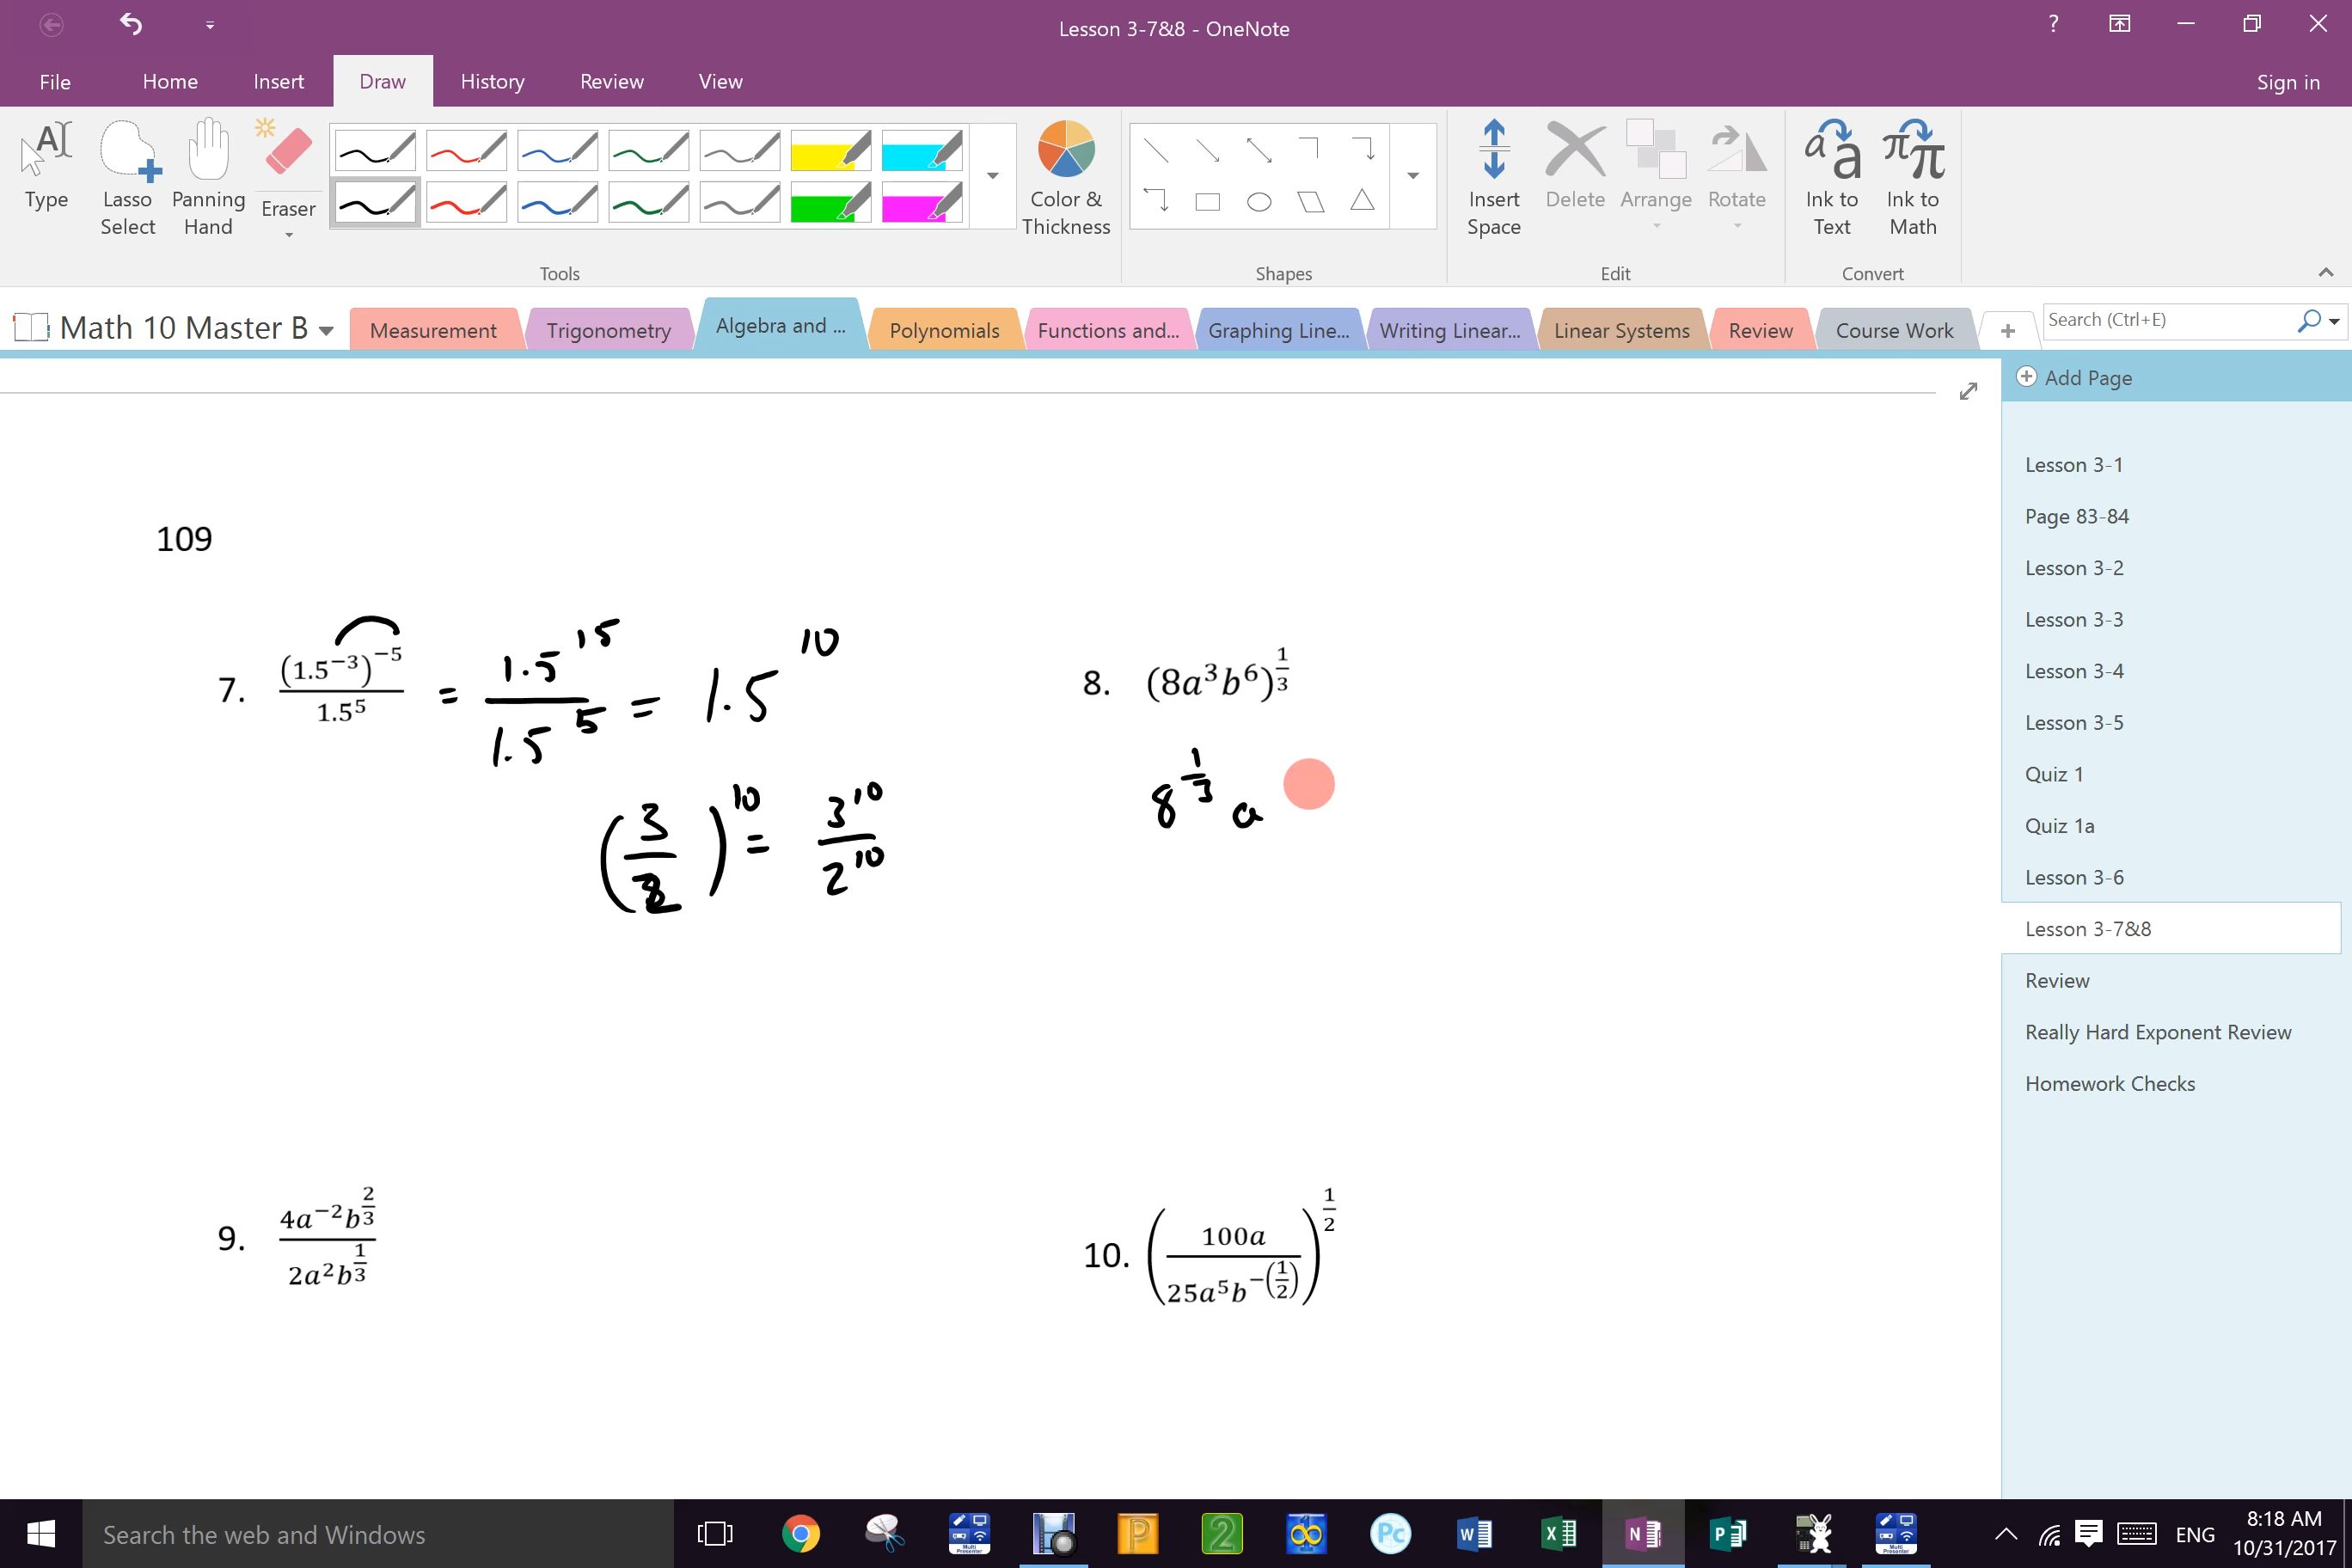 Lesson 3-7&8 - OneNote
?
File Home Insert Draw History Review View Sign in
Type
Lasso Select
Panning Hand
Eraser
Color & Thickness
Insert Space
Delete
Arrange
Rotate
Ink to Text
Ink to Math
Tools Shapes Edit Convert
Math 10 Master B
Measurement
Trigonometry
Algebra and ...
Polynomials
Functions and...
Graphing Line...
Writing Linear...
Linear Systems
Review
Course Work
+
Search (Ctrl+E)
Add Page
Lesson 3-1
Page 83-84
Lesson 3-2
Lesson 3-3
Lesson 3-4
Lesson 3-5
Quiz 1
Quiz 1a
Lesson 3-6
Lesson 3-7&8
Review
Really Hard Exponent Review
Homework Checks
109
7. (1.5^-3)^-5 / 1.5^5 = 1.5^15 / 1.5^5 = 1.5^10
(3/2)^10 = 3^10 / 2^10
8. (8a^3b^6)^1/3
8^1/3 a
9. 4a^-2b^2/3 / 2a^2b^1/3
10. (100a / 25a^5b^-(1/2))^1/2
Search the web and Windows
ENG
8:18 AM
10/31/2017